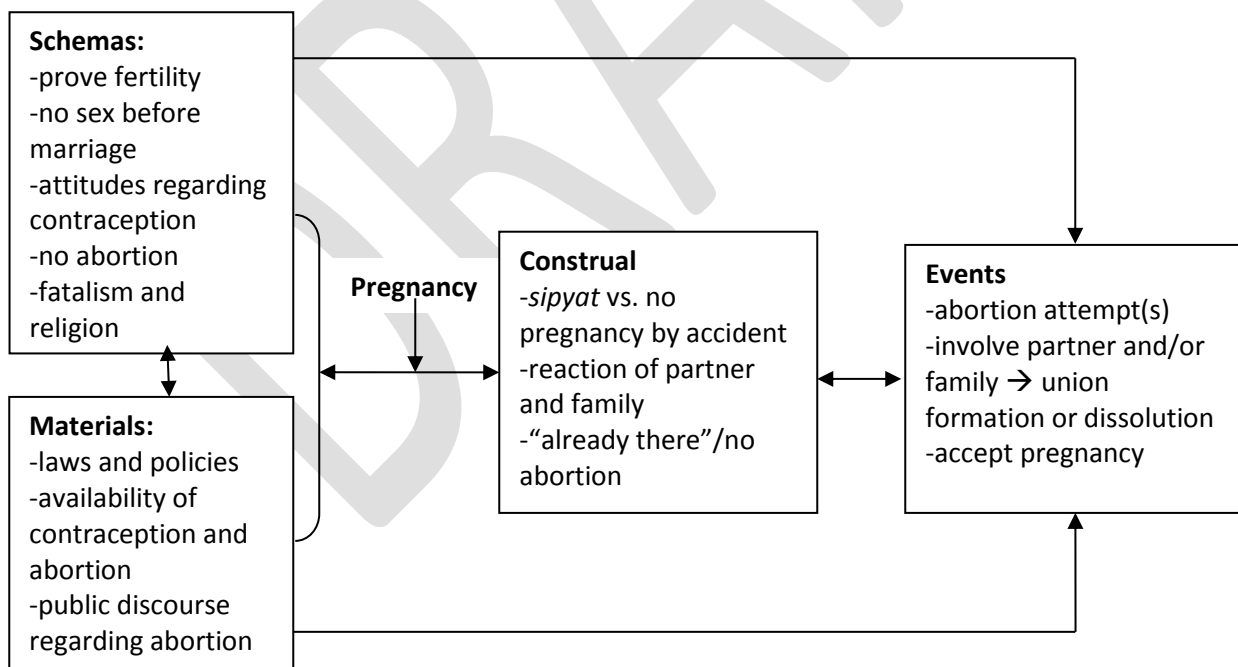 Schemas:
-prove fertility
-no sex before
marriage
-attitudes regarding
contraception
-no abortion
-fatalism and
religion
Materials:
-laws and policies
-availability of
contraception and
abortion
-public discourse
regarding abortion
Pregnancy
Construal
-sipyat vs. no
pregnancy by accident
-reaction of partner
and family
-“already there”/no
abortion
Events
-abortion attempt(s)
-involve partner and/or
family → union
formation or dissolution
-accept pregnancy